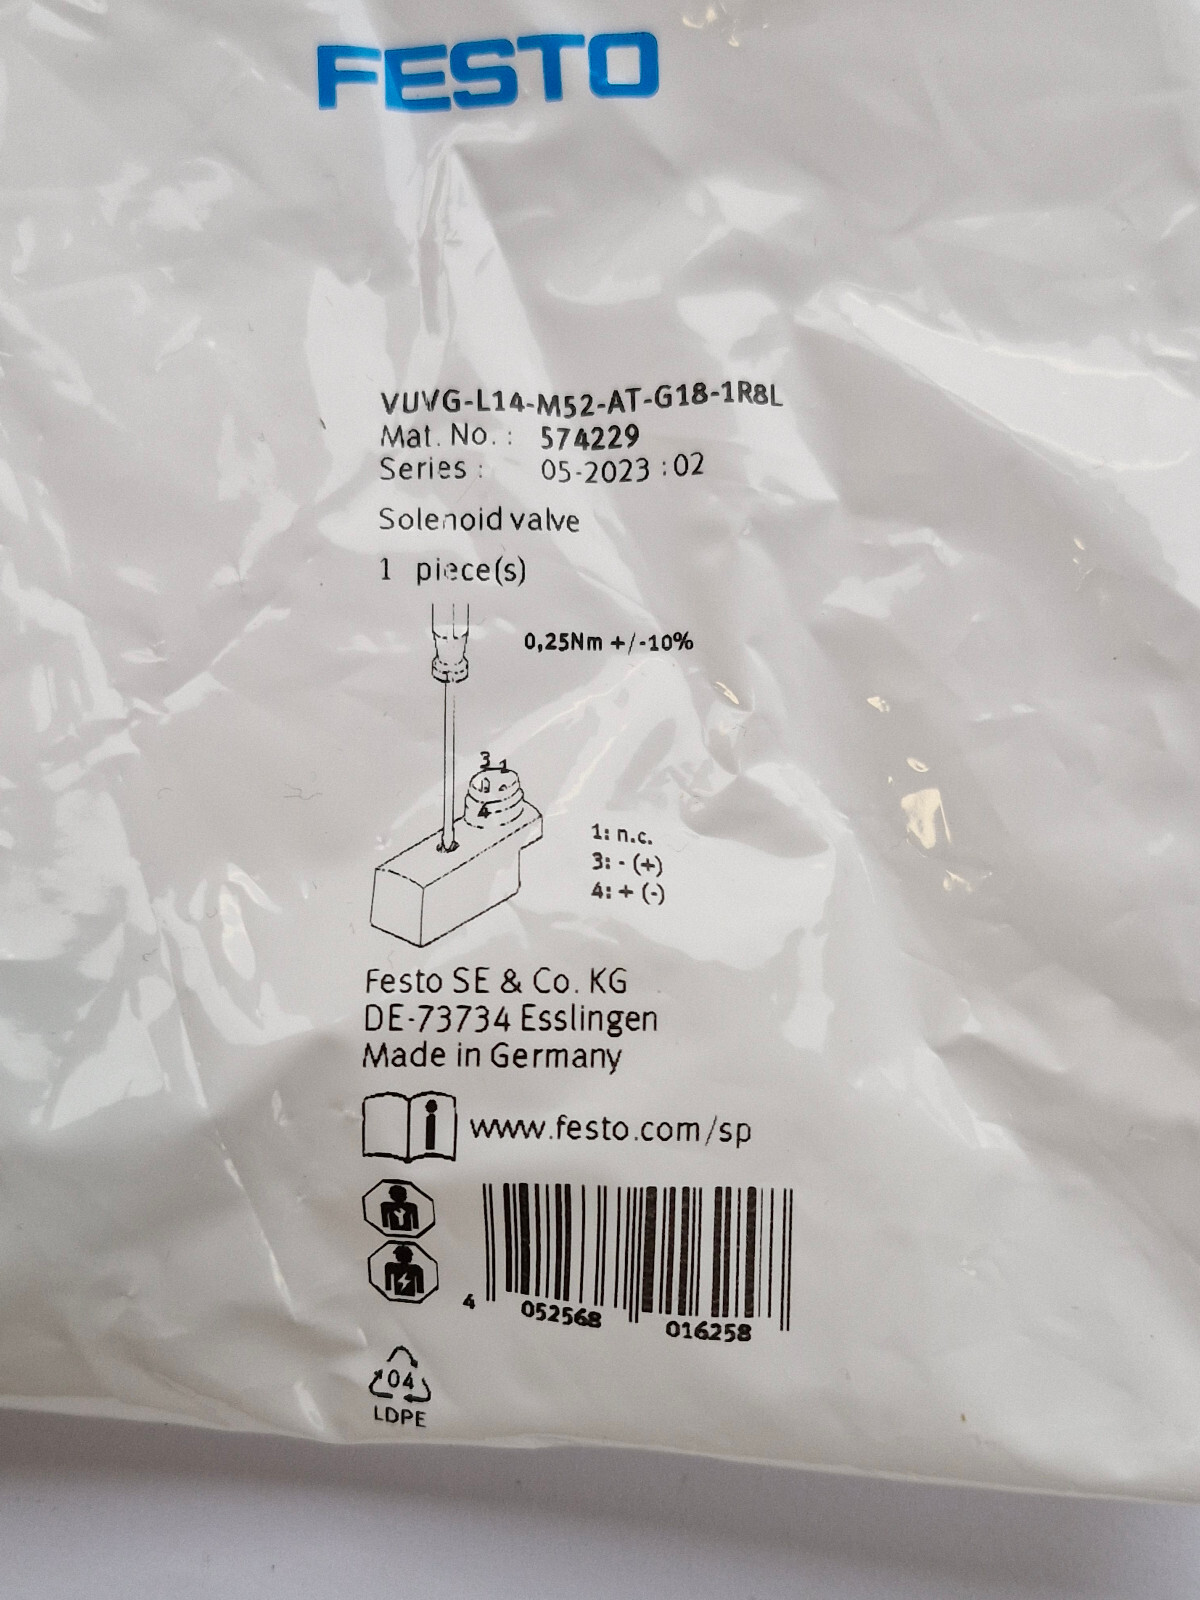 FESTO
VUVG-L14-M52-AT-G18-1R8L
Mat. No. : 574229
Series : 05-2023 : 02
Solenoid valve
1 piece(s)
0,25Nm +/-10%
3 1
4
1: n.c.
3: - (+)
4: + (-)
Festo SE & Co. KG
DE-73734 Esslingen
Made in Germany
i www.festo.com/sp
4 052568 016258
04
LDPE